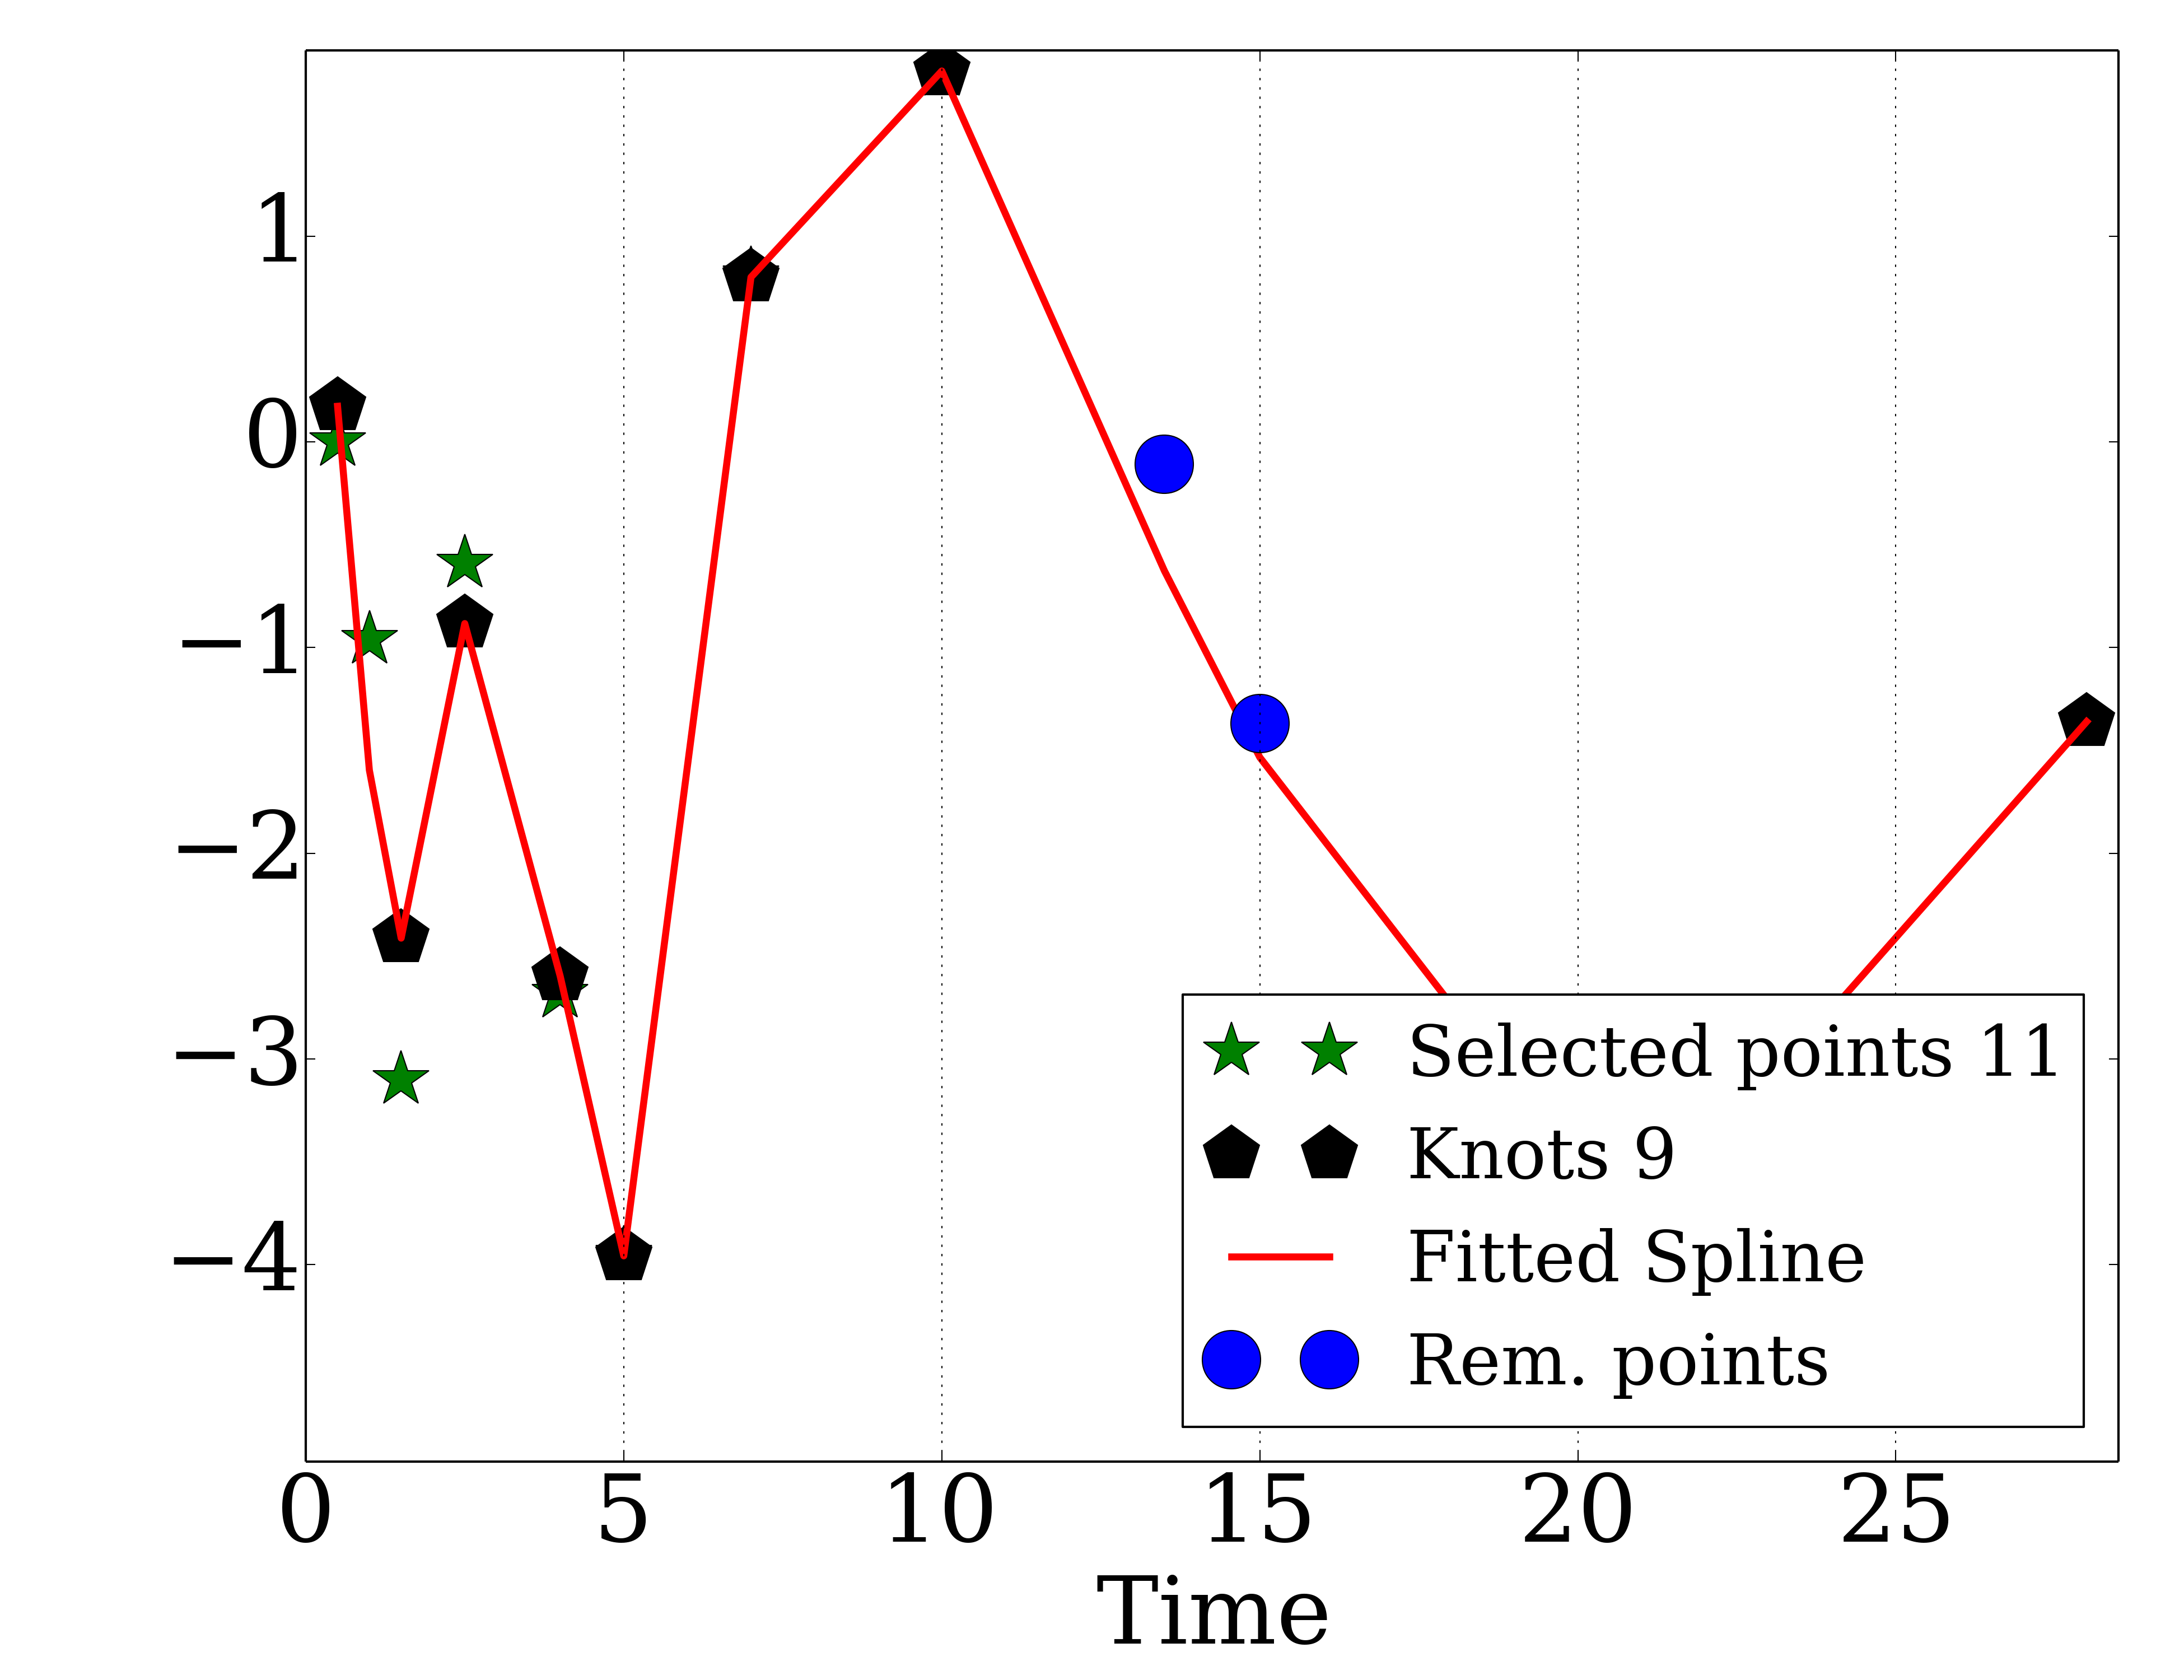 1
0
−1
−2
−3
−4
0 5 10 15 20 25
Time
Selected points 11
Knots 9
Fitted Spline
Rem. points